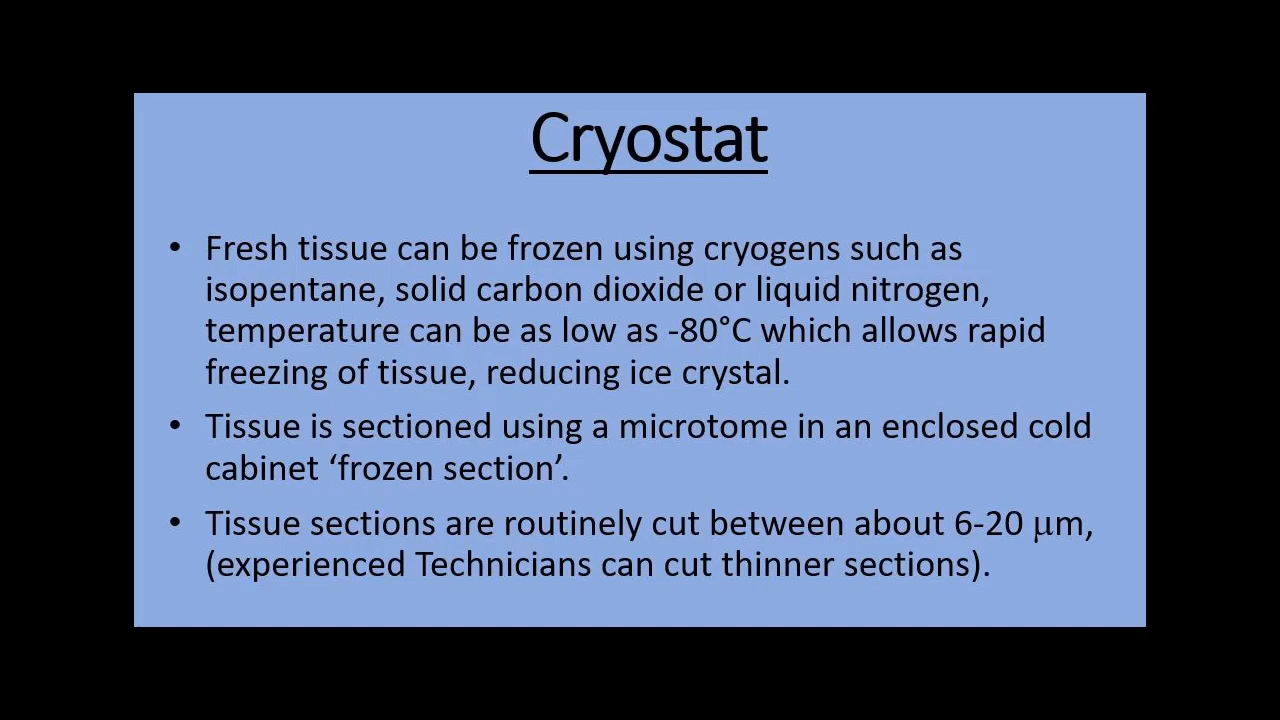 Cryostat
• Fresh tissue can be frozen using cryogens such as
isopentane, solid carbon dioxide or liquid nitrogen,
temperature can be as low as -80°C which allows rapid
freezing of tissue, reducing ice crystal.
• Tissue is sectioned using a microtome in an enclosed cold
cabinet ‘frozen section’.
• Tissue sections are routinely cut between about 6-20 μm,
(experienced Technicians can cut thinner sections).